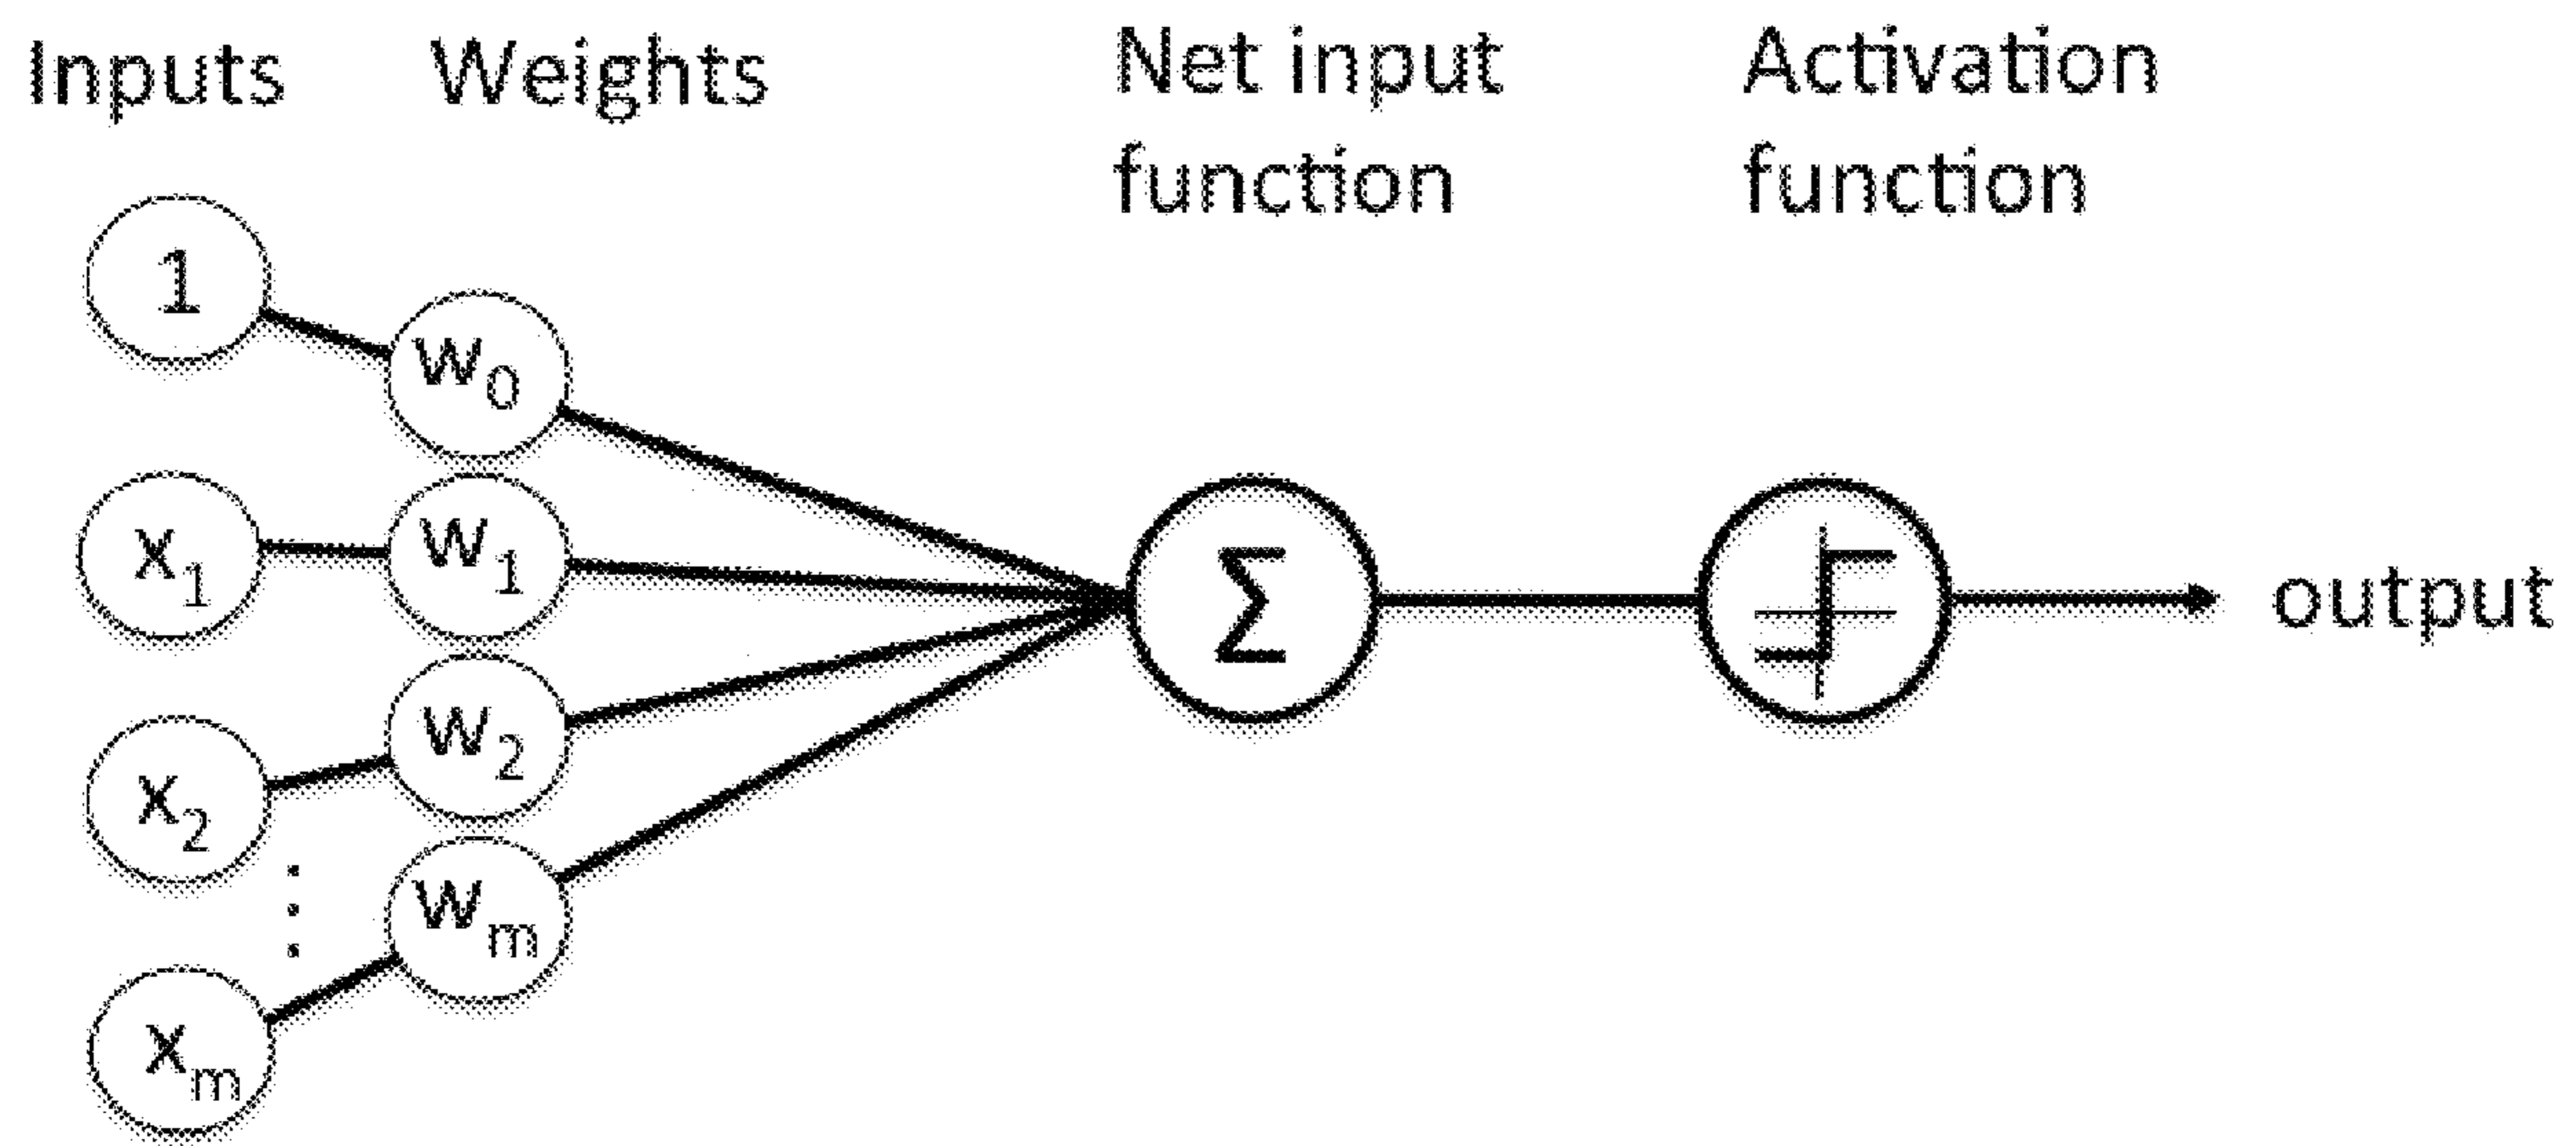 Inputs
Weights
Net input
function
Activation
function
1
w0
x1
w1
x2
w2
xm
wm
Σ
output